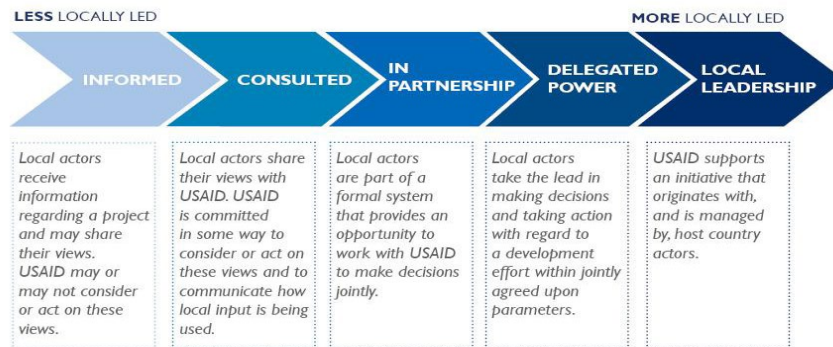 LESS LOCALLY LED
MORE LOCALLY LED
INFORMED
CONSULTED
IN
PARTNERSHIP
DELEGATED
POWER
LOCAL
LEADERSHIP
Local actors
receive
information
regarding a project
and may share
their views.
USAID may or
may not consider
or act on these
views.
Local actors share
their views with
USAID. USAID
is committed
in some way to
consider or act on
these views and to
communicate how
local input is being
used.
Local actors
are part of a
formal system
that provides an
opportunity to
work with USAID
to make decisions
jointly.
Local actors
take the lead in
making decisions
and taking action
with regard to
a development
effort within jointly
agreed upon
parameters.
USAID supports
an initiative that
originates with,
and is managed
by, host country
actors.